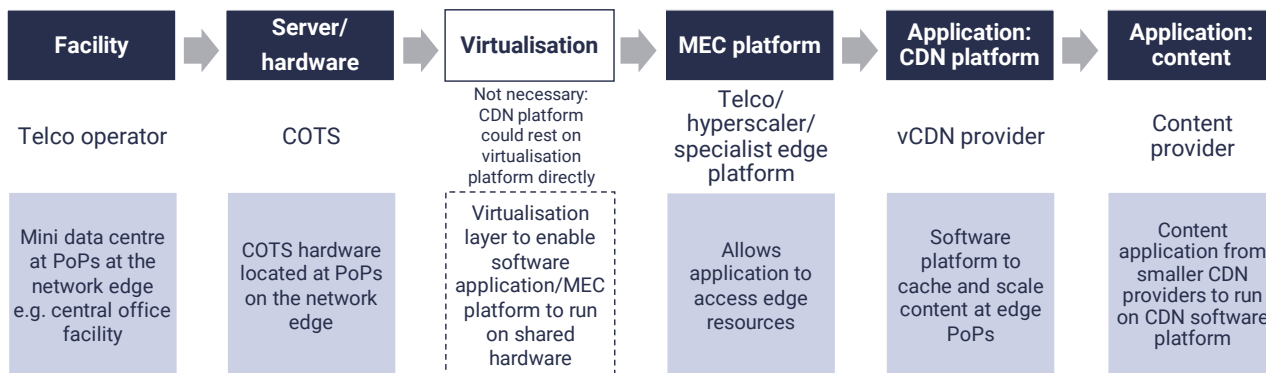 Facility
Server/
hardware
Virtualisation
MEC platform
Application:
CDN platform
Application:
content
Telco operator
COTS
Not necessary:
CDN platform
could rest on
virtualisation
platform directly
Telco/
hyperscaler/
specialist edge
platform
vCDN provider
Content
provider
Mini data centre
at PoPs at the
network edge
e.g. central office
facility
COTS hardware
located at PoPs
on the network
edge
Virtualisation
layer to enable
software
application/MEC
platform to run
on shared
hardware
Allows
application to
access edge
resources
Software
platform to
cache and scale
content at edge
PoPs
Content
application from
smaller CDN
providers to run
on CDN software
platform